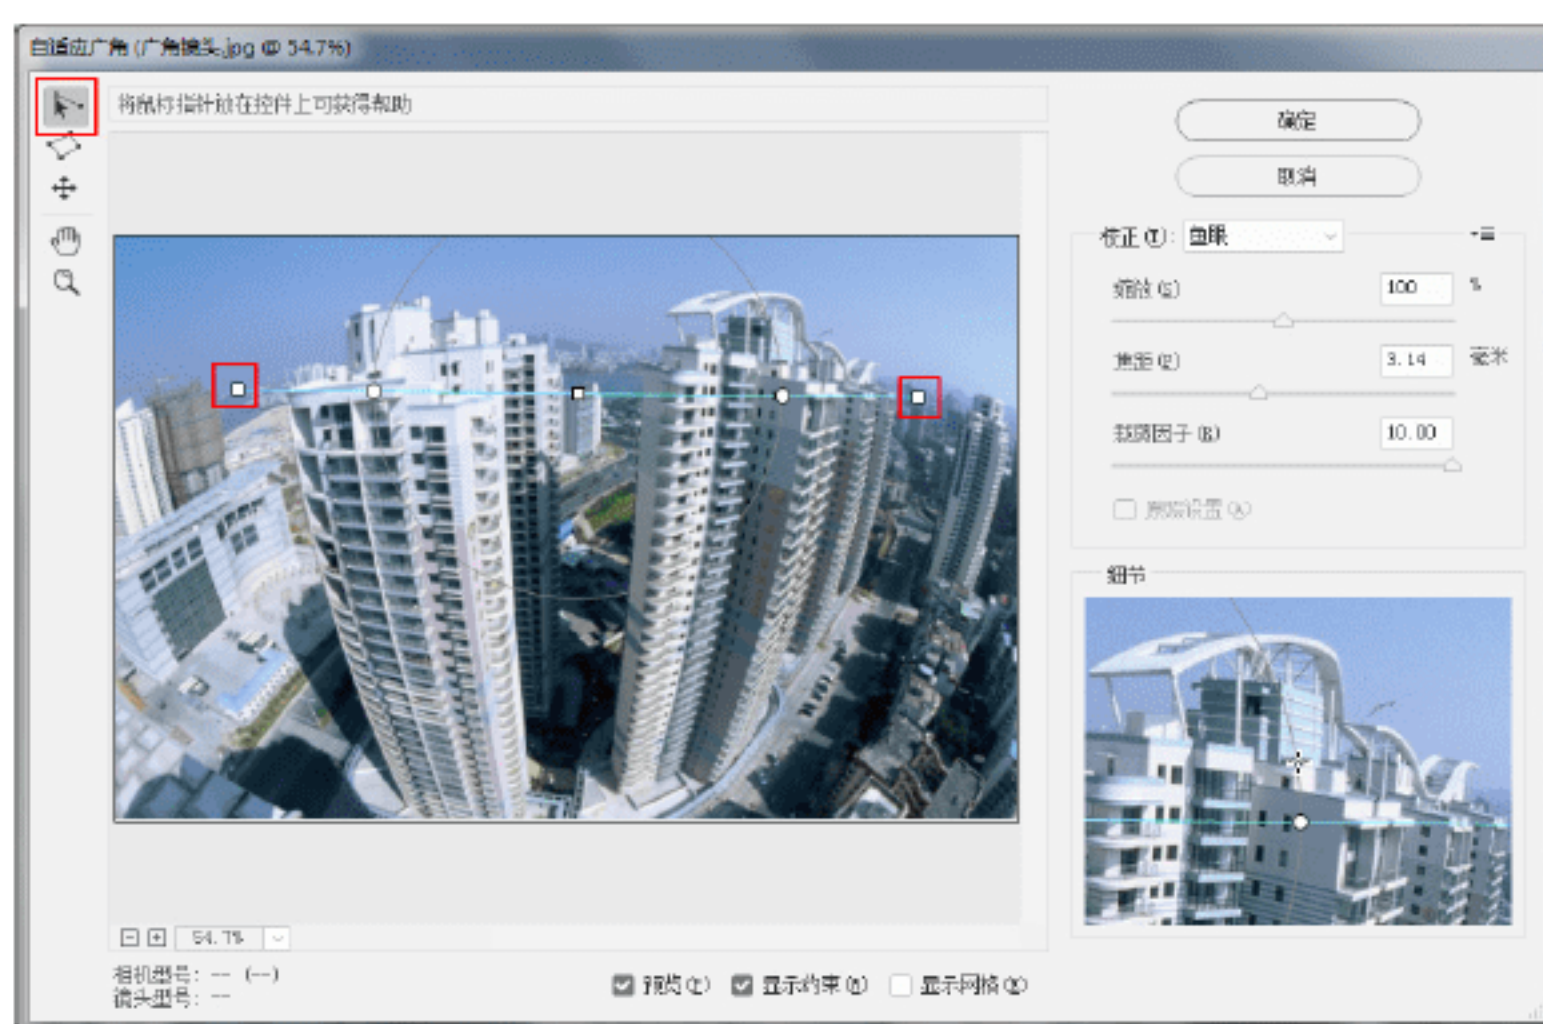 自适应广角 (广角镜头.jpg @ 54.7%)
将鼠标指针放在控件上可获得帮助
确定
取消
校正(T): 鱼眼
缩放(S) 100 %
焦距(F) 3.14 毫米
裁剪因子(R) 10.00
原照设置(A)
细节
54.7%
相机型号: -- (--)
镜头型号: --
预览(P) 显示约束(W) 显示网格(M)